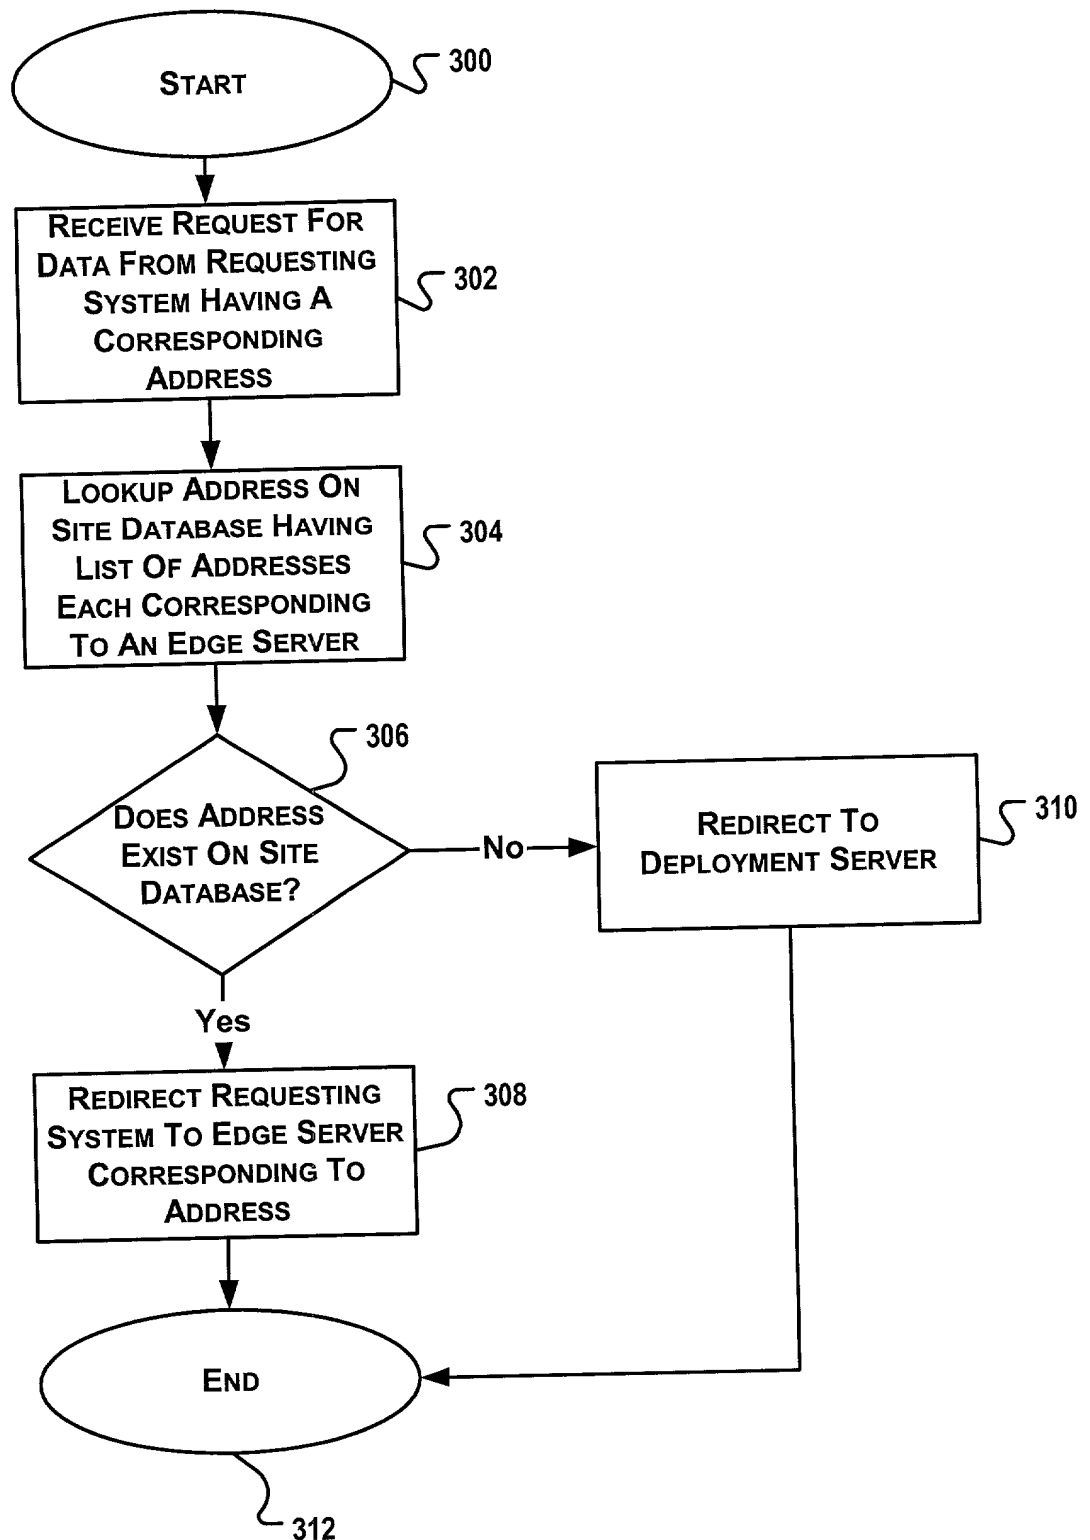 START
300
RECEIVE REQUEST FOR
DATA FROM REQUESTING
SYSTEM HAVING A
CORRESPONDING
ADDRESS
302
LOOKUP ADDRESS ON
SITE DATABASE HAVING
LIST OF ADDRESSES
EACH CORRESPONDING
TO AN EDGE SERVER
304
306
DOES ADDRESS
EXIST ON SITE
DATABASE?
No
REDIRECT TO
DEPLOYMENT SERVER
310
Yes
REDIRECT REQUESTING
SYSTEM TO EDGE SERVER
CORRESPONDING TO
ADDRESS
308
END
312